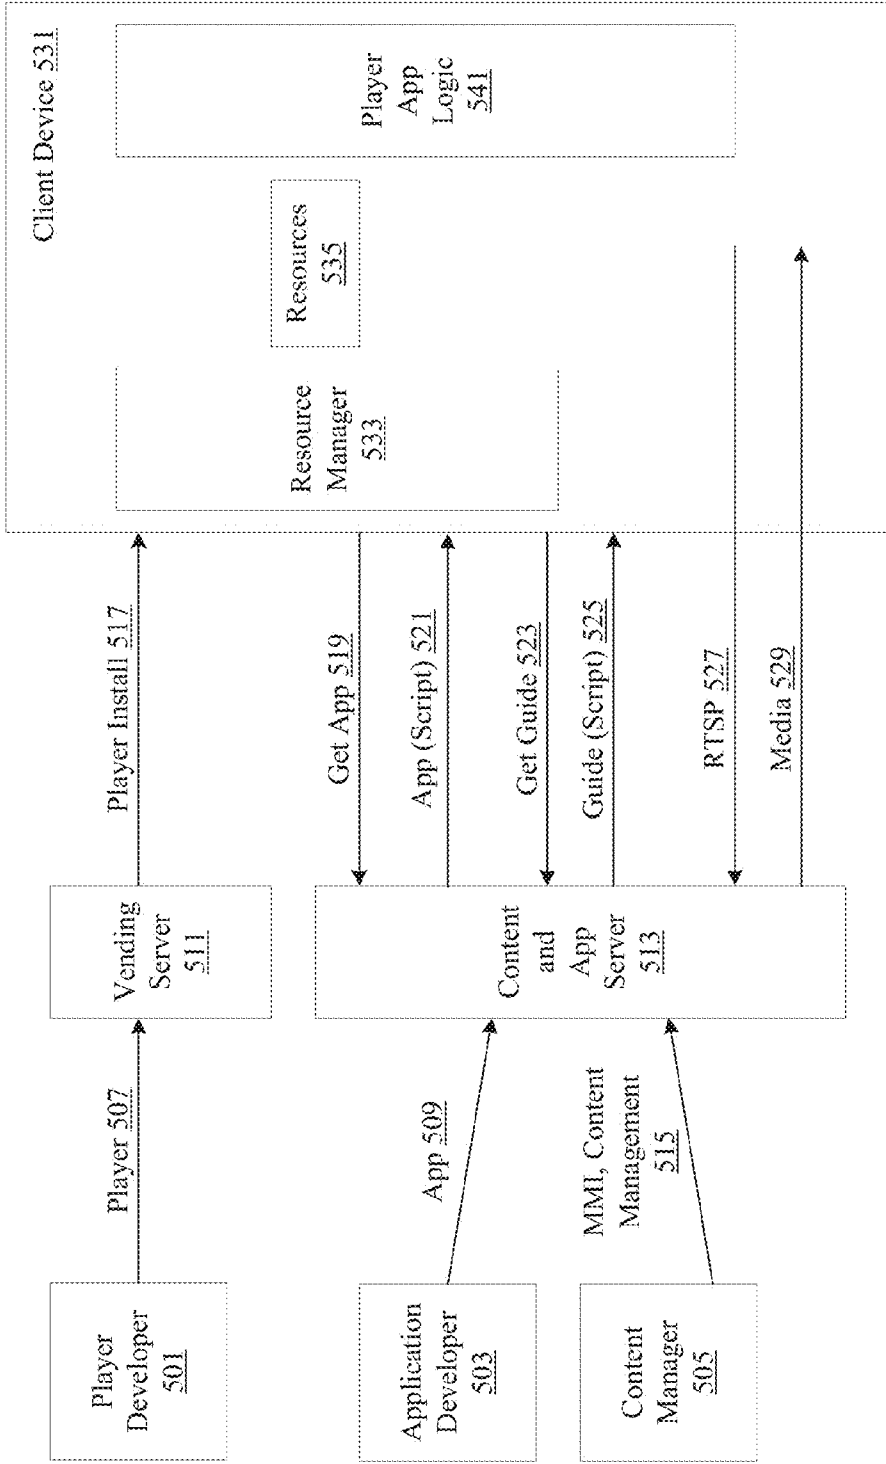 Player
Developer
501
Application
Developer
503
Content
Manager
505
Player 507
App 509
MMI, Content
Management
515
Vending
Server
511
Content
and
App
Server
513
Player Install 517
Get App 519
App (Script) 521
Get Guide 523
Guide (Script) 525
RTSP 527
Media 529
Client Device 531
Resource
Manager
533
Resources
535
Player
App
Logic
541